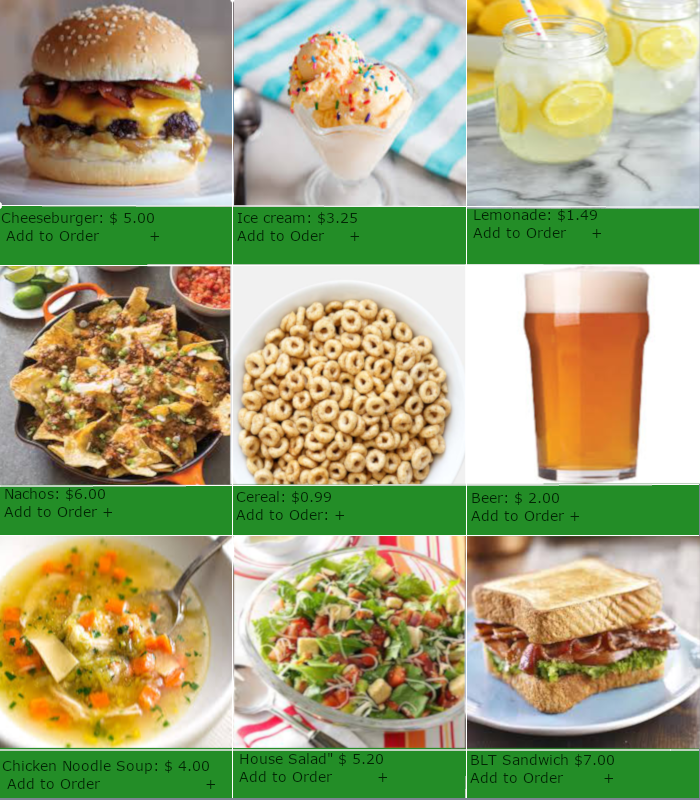 Cheeseburger: $ 5.00
Add to Order +
Ice cream: $3.25
Add to Oder +
Lemonade: $1.49
Add to Order +
Nachos: $6.00
Add to Order +
Cereal: $0.99
Add to Oder: +
Beer: $ 2.00
Add to Order +
Chicken Noodle Soup: $ 4.00
Add to Order +
House Salad" $ 5.20
Add to Order +
BLT Sandwich $7.00
Add to Order +